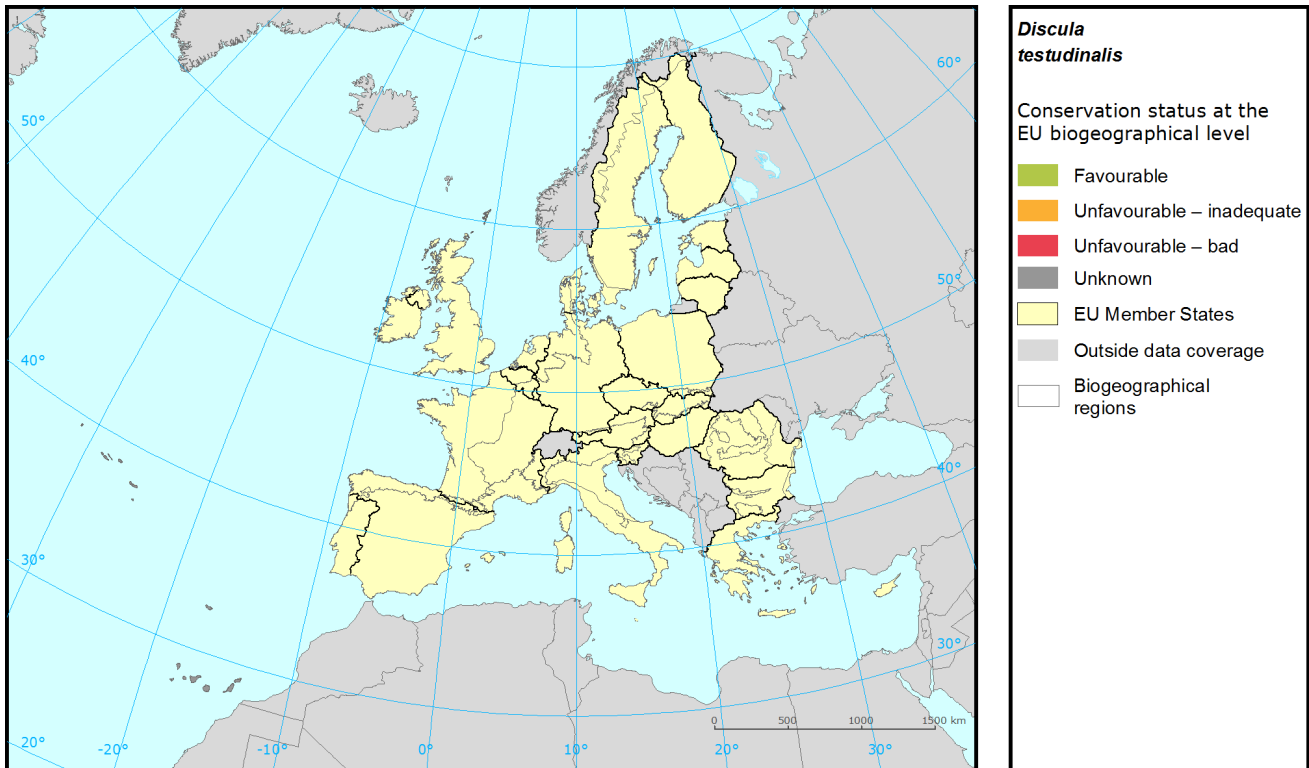 60°
50°
50°
40°
40°
30°
30°
0 500 1000 1500 km
20° -20° -10° 0° 10° 20° 30°
Discula
testudinalis
Conservation status at the
EU biogeographical level
Favourable
Unfavourable – inadequate
Unfavourable – bad
Unknown
EU Member States
Outside data coverage
Biogeographical
regions